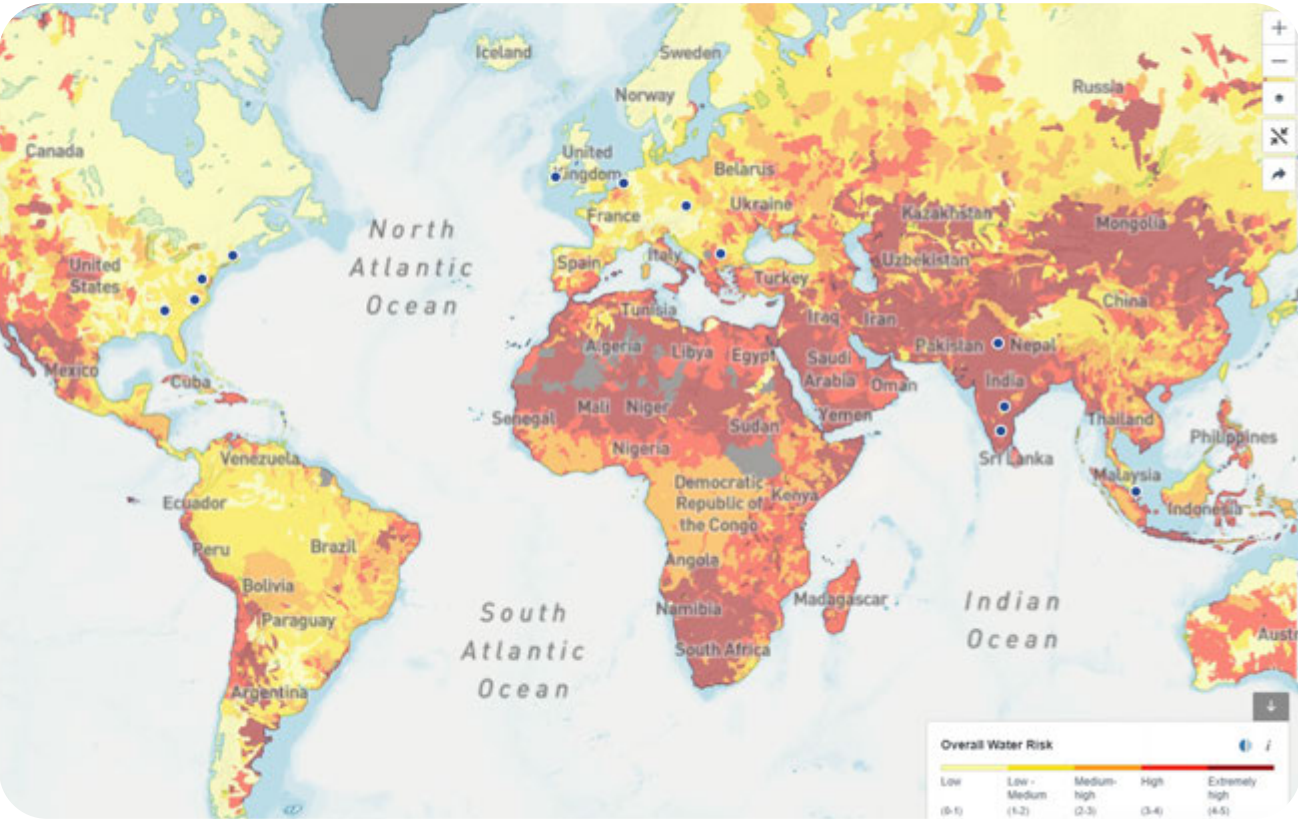 Iceland
Sweden
Norway
Russia
Canada
United
Kingdom
Belarus
Ukraine
France
Kazakhstan
Mongolia
North
Atlantic
Ocean
United
States
Spain
Italy
Turkey
Uzbekistan
China
Tunisia
Iraq
Iran
Algeria
Libya
Egypt
Pakistan
Nepal
Mexico
Cuba
Saudi
Arabia
Oman
India
Senegal
Mali
Niger
Sudan
Yemen
Thailand
Philippines
Nigeria
Venezuela
Sri Lanka
Malaysia
Democratic
Republic of
the Congo
Kenya
Ecuador
Indonesia
Peru
Brazil
Angola
Bolivia
Namibia
Madagascar
Paraguay
South
Atlantic
Ocean
Indian
Ocean
Aust
South Africa
Argentina
Overall Water Risk
i
Low
Low -
Medium
Medium-
high
High
Extremely
high
(0-1)
(1-2)
(2-3)
(3-4)
(4-5)